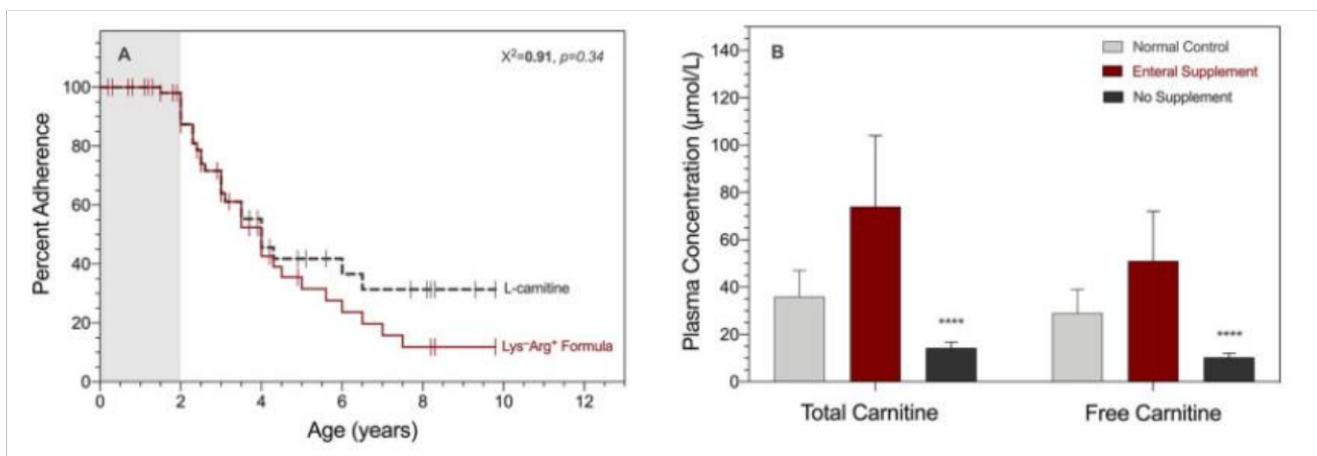 A
X²=0.91, p=0.34
Percent Adherence
100
80
60
40
20
0
L-carnitine
Lys⁻Arg⁺ Formula
0 2 4 6 8 10 12
Age (years)
B
Normal Control
Enteral Supplement
No Supplement
Plasma Concentration (µmol/L)
140
120
100
80
60
40
20
0
****
****
Total Carnitine
Free Carnitine